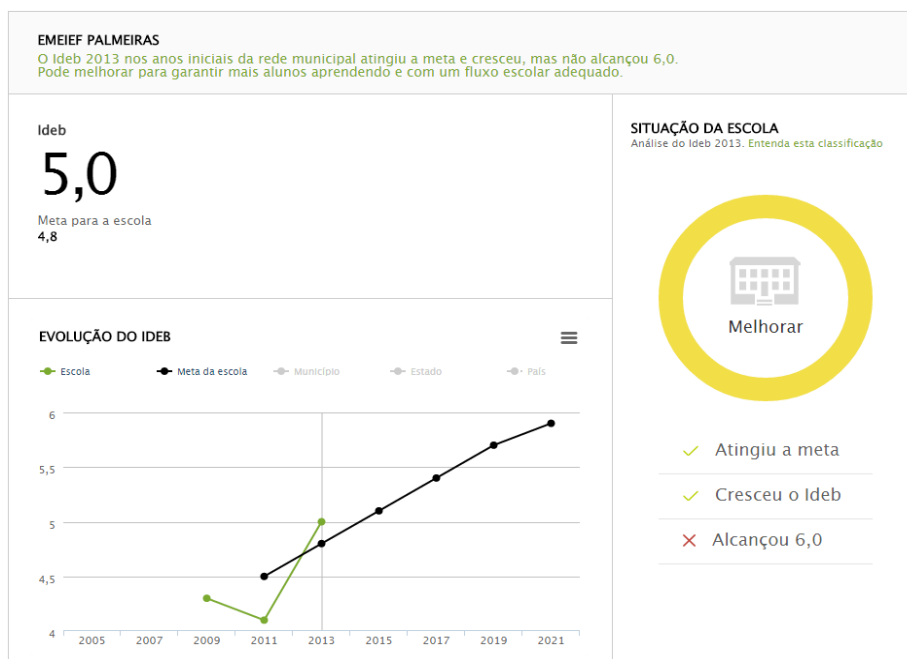 EMEIEF PALMEIRAS
O Ideb 2013 nos anos iniciais da rede municipal atingiu a meta e cresceu, mas não alcançou 6,0.
Pode melhorar para garantir mais alunos aprendendo e com um fluxo escolar adequado.
Ideb
5,0
Meta para a escola
4,8
SITUAÇÃO DA ESCOLA
Análise do Ideb 2013. Entenda esta classificação
Melhorar
Atingiu a meta
Cresceu o Ideb
Alcançou 6,0
EVOLUÇÃO DO IDEB
Escola Meta da escola Município Estado País
6
5,5
5
4,5
4
2005 2007 2009 2011 2013 2015 2017 2019 2021